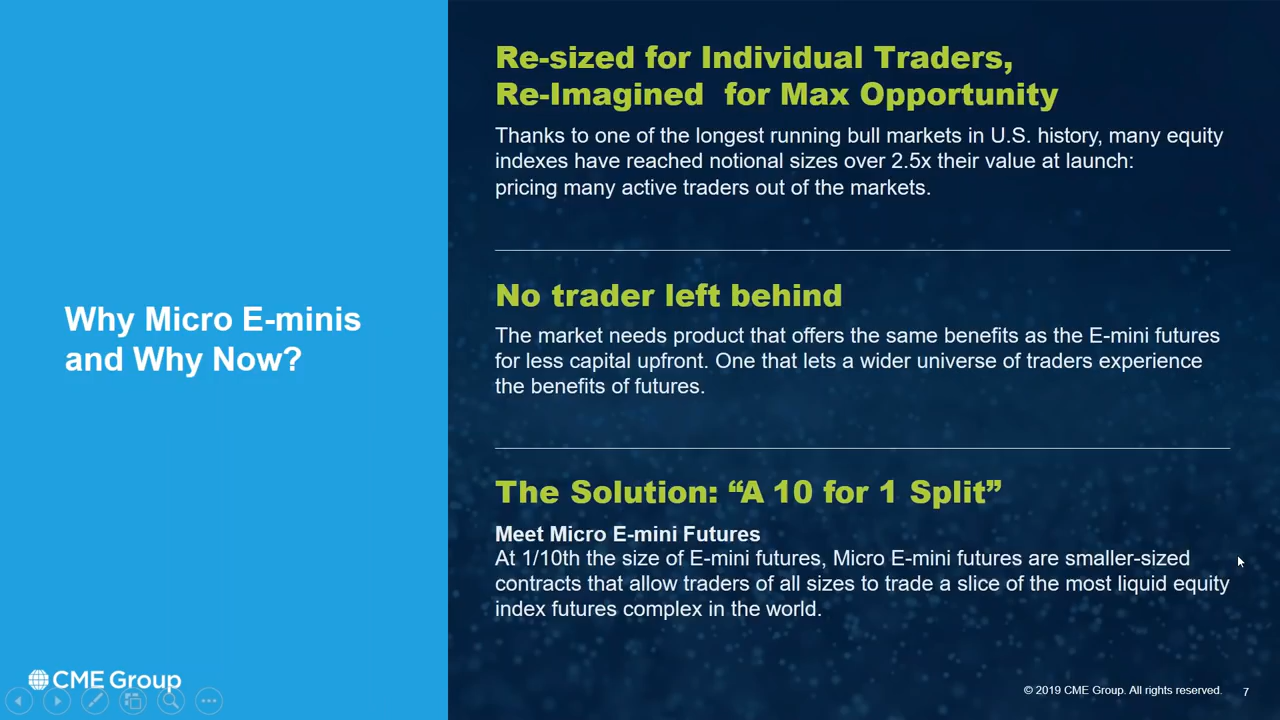 Why Micro E-minis
and Why Now?
CME Group
Re-sized for Individual Traders,
Re-Imagined  for Max Opportunity
Thanks to one of the longest running bull markets in U.S. history, many equity
indexes have reached notional sizes over 2.5x their value at launch:
pricing many active traders out of the markets.
No trader left behind
The market needs product that offers the same benefits as the E-mini futures
for less capital upfront. One that lets a wider universe of traders experience
the benefits of futures.
The Solution: “A 10 for 1 Split”
Meet Micro E-mini Futures
At 1/10th the size of E-mini futures, Micro E-mini futures are smaller-sized
contracts that allow traders of all sizes to trade a slice of the most liquid equity
index futures complex in the world.
© 2019 CME Group. All rights reserved.
7